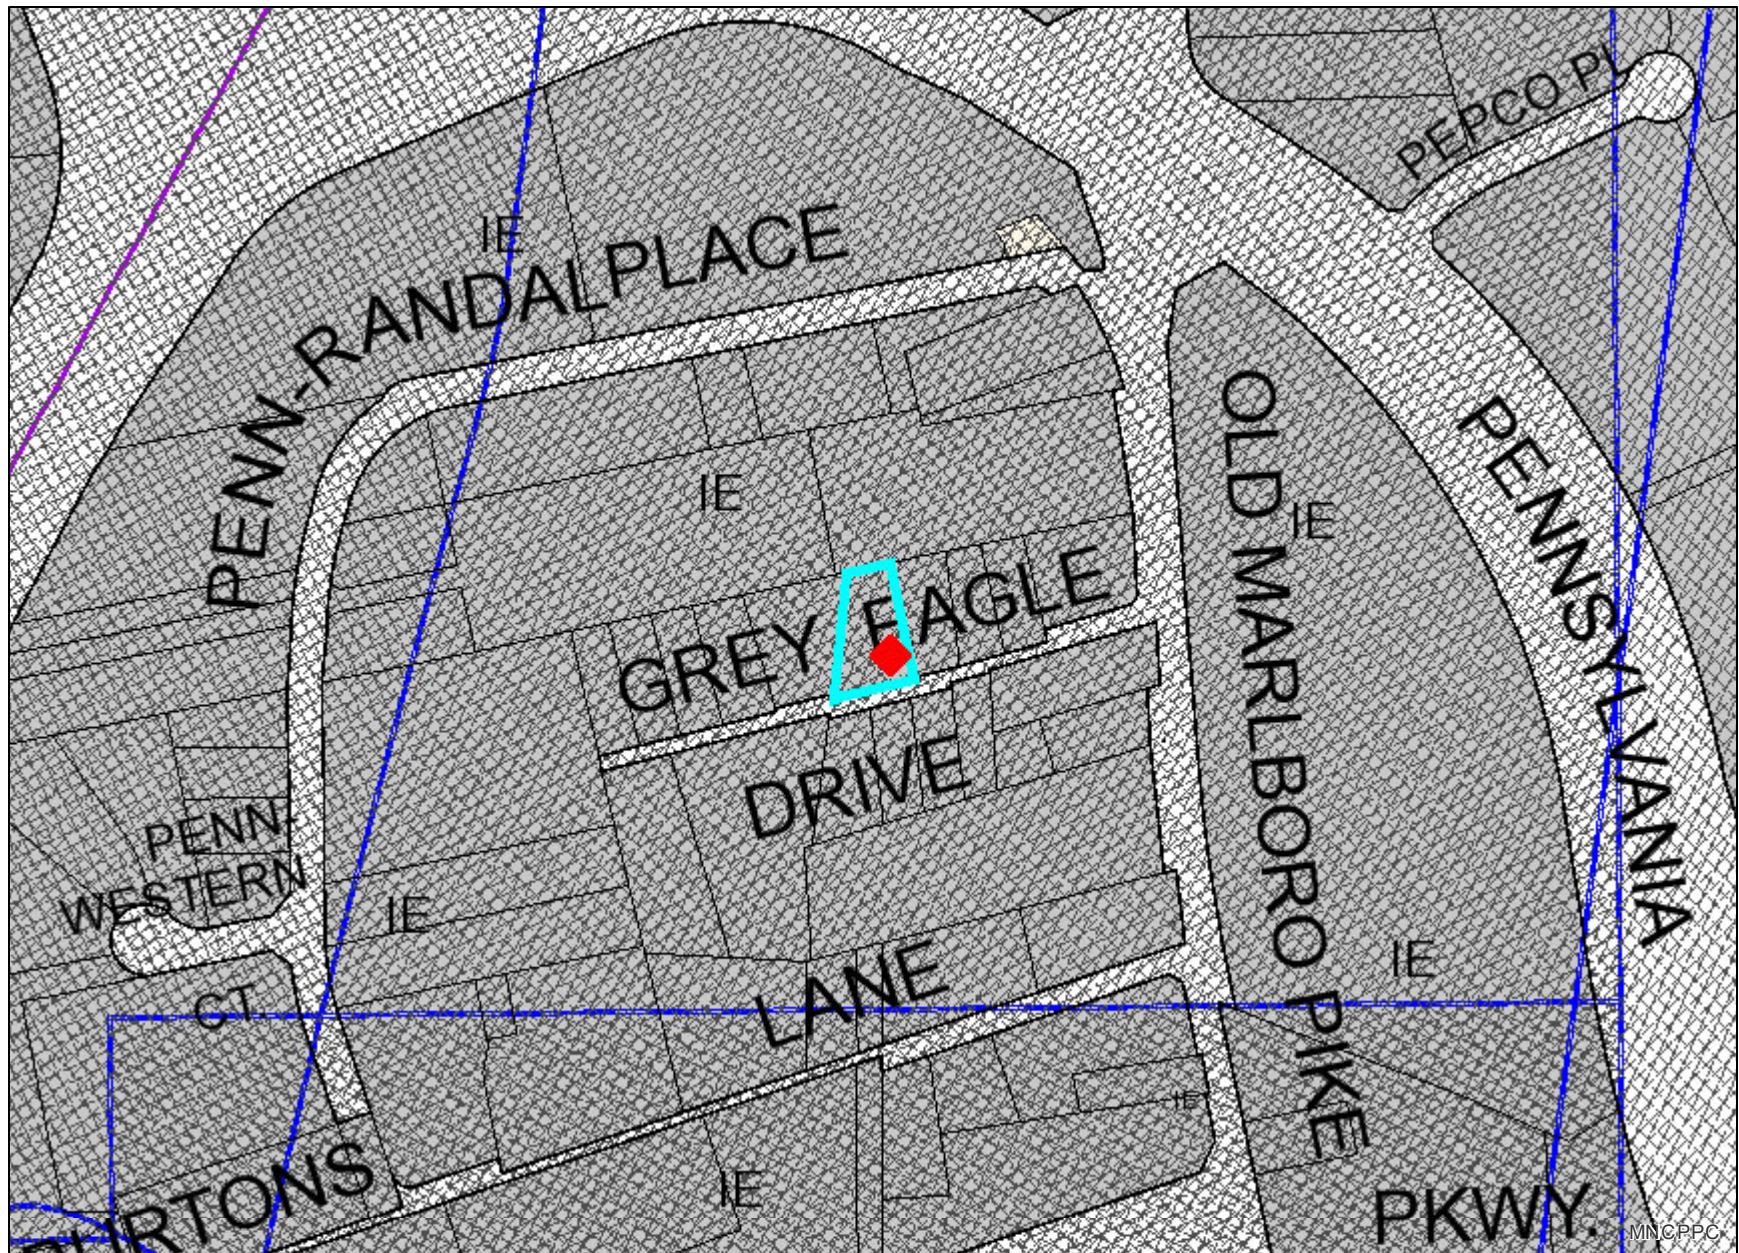 PEPCO PL
IE
PENN-RANDAL PLACE
IE
IE
OLD MARLBORO PIKE
PENNSYLVANIA
GREY EAGLE
DRIVE
PENN
WESTERN
CT.
IE
IE
LANE
IE
IE
BURTONS
PKWY.
MNCPPC